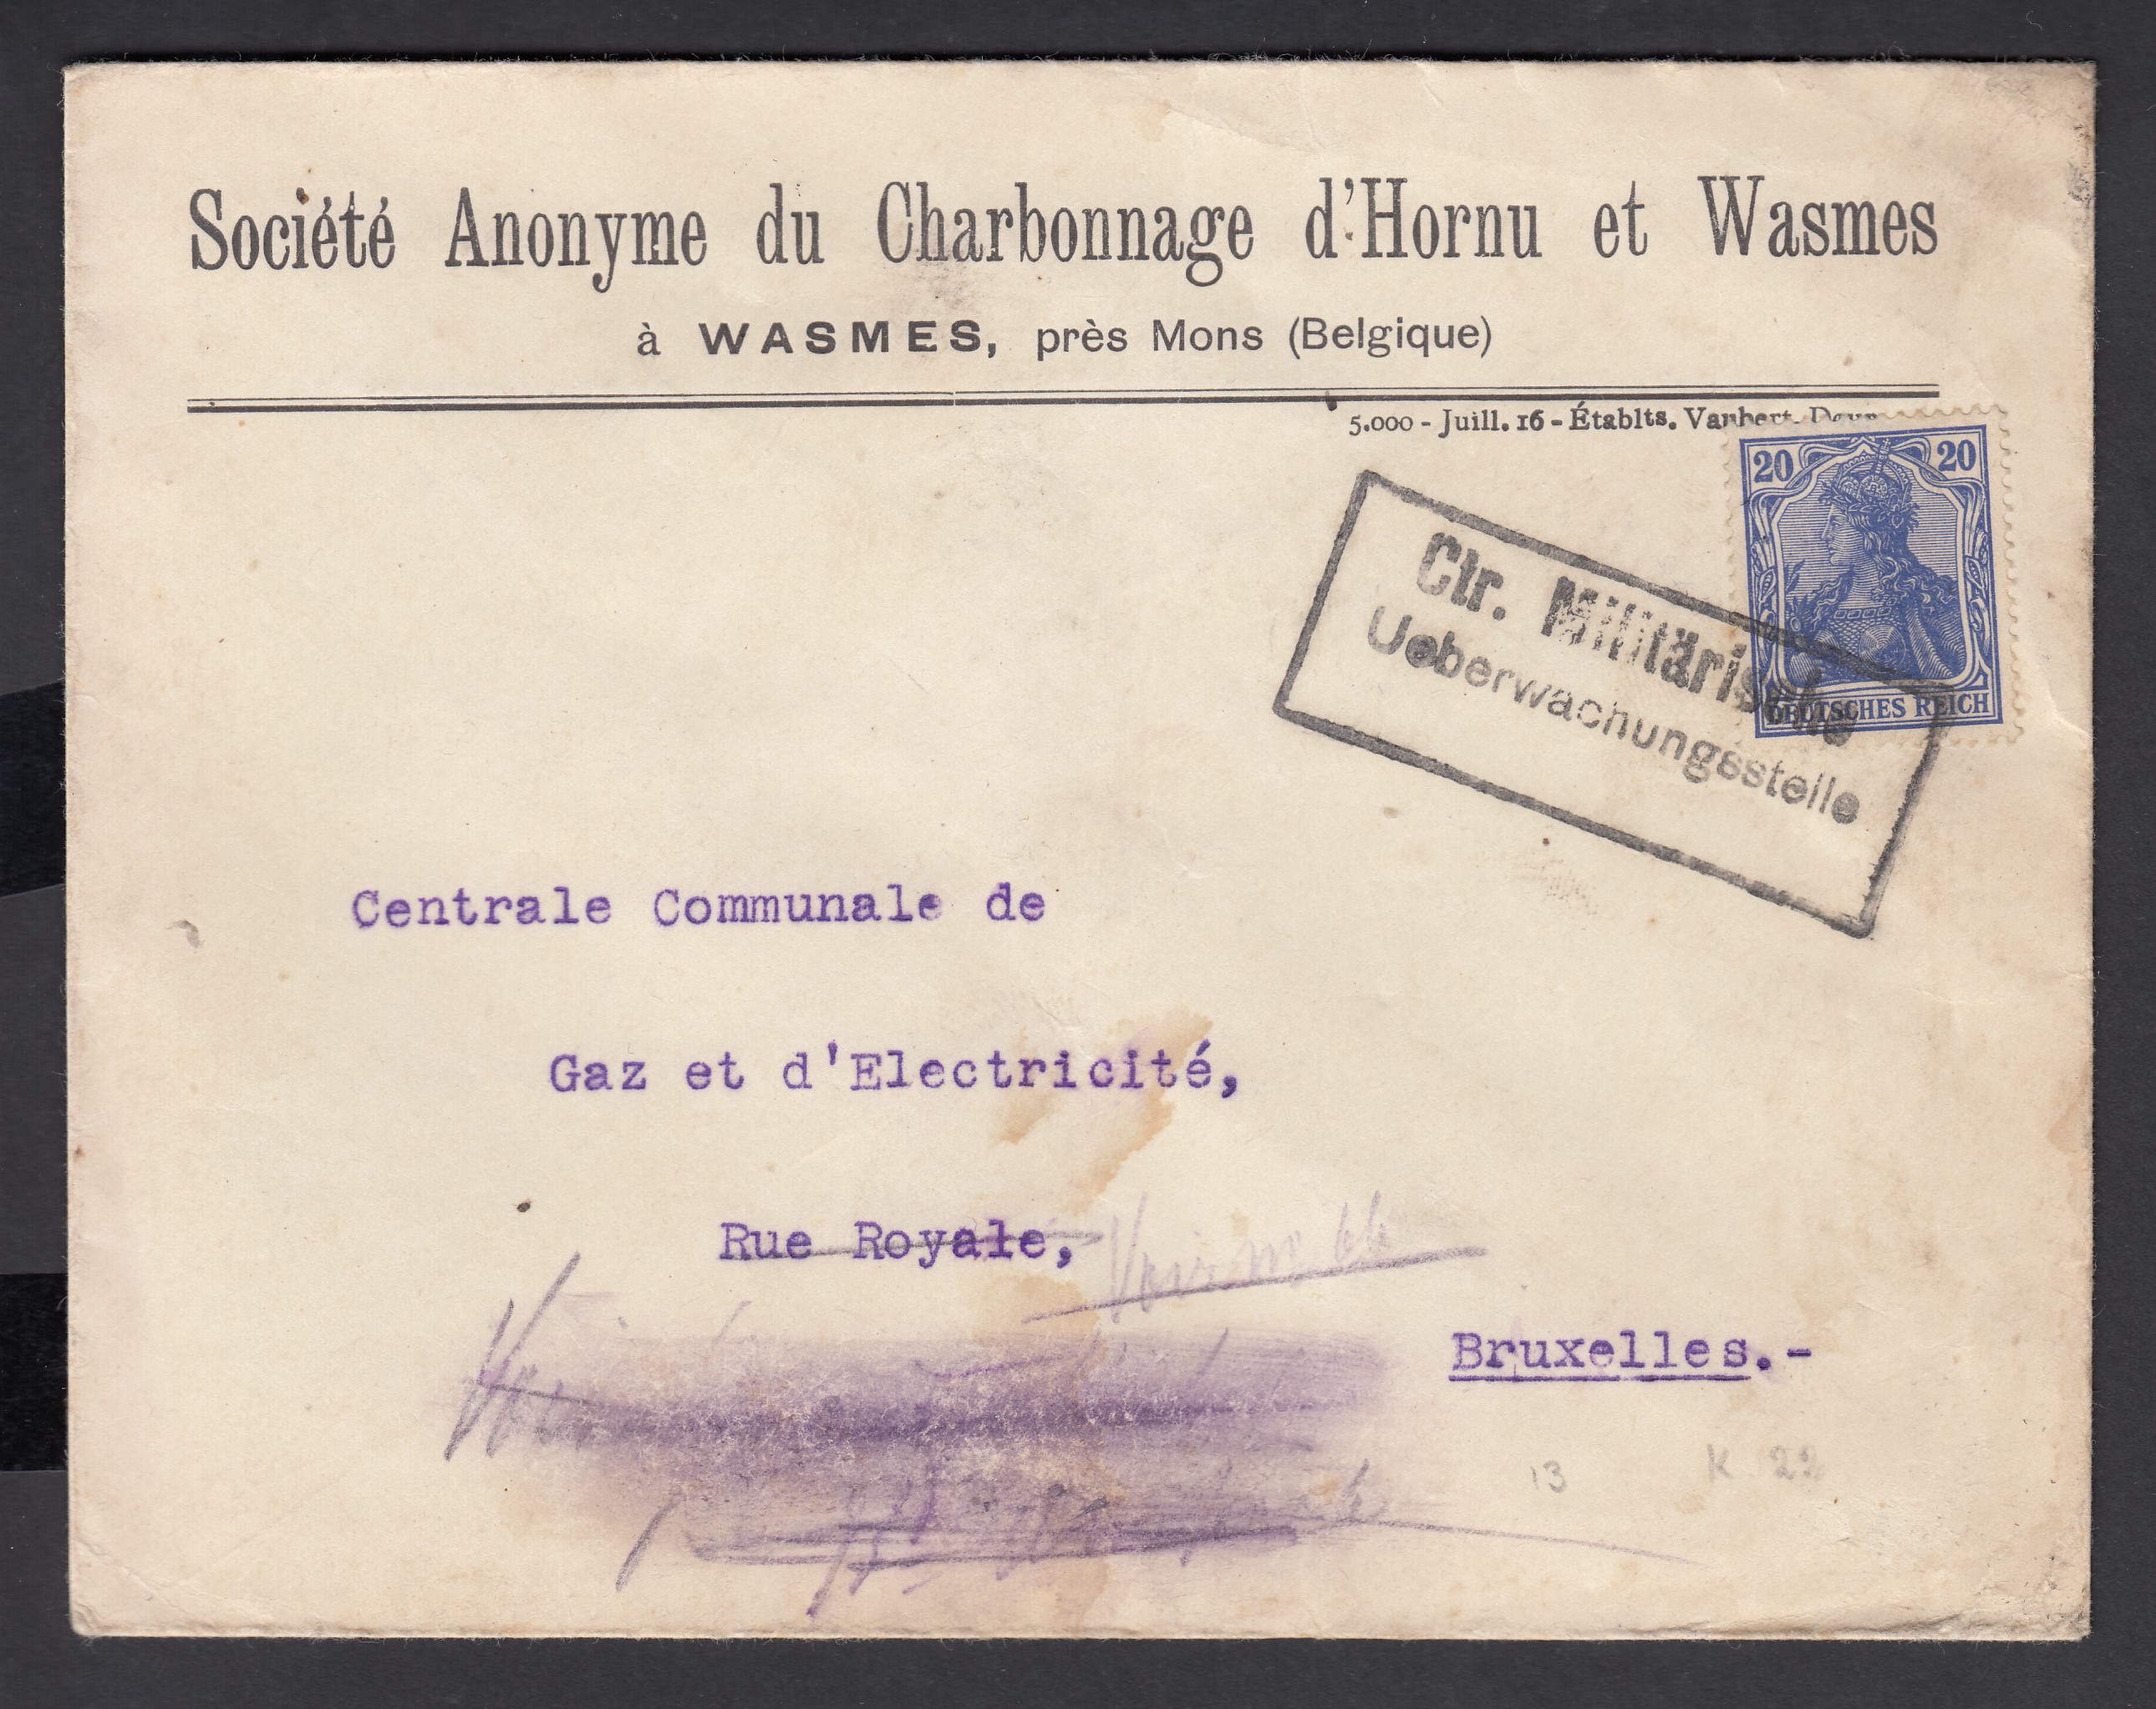 Société Anonyme du Charbonnage d'Hornu et Wasmes
à WASMES, près Mons (Belgique)
5.000 - Juill. 16 - Établts. Vanbert
20 20
DEUTSCHES REICH
Ctr. Militärische
Ueberwachungsstelle
Centrale Communale de
Gaz et d'Electricité,
Rue Royale,
Bruxelles.-
13 K 22